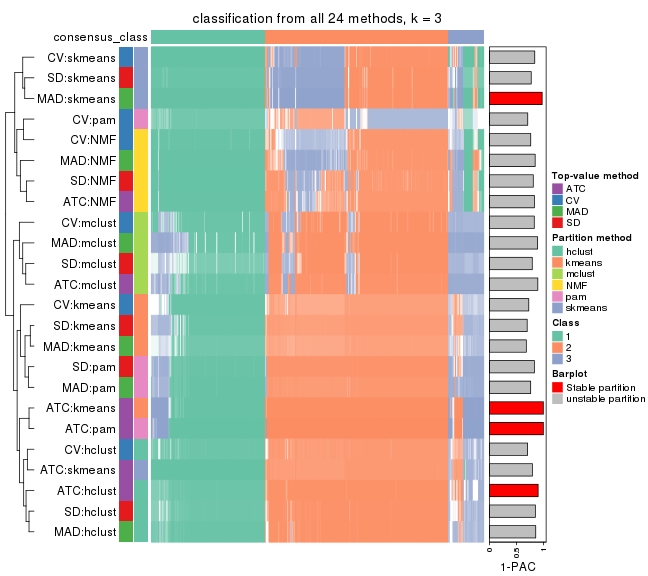 classification from all 24 methods, k = 3
consensus_class
CV:skmeans
SD:skmeans
MAD:skmeans
CV:pam
CV:NMF
MAD:NMF
SD:NMF
ATC:NMF
CV:mclust
MAD:mclust
SD:mclust
ATC:mclust
CV:kmeans
SD:kmeans
MAD:kmeans
SD:pam
MAD:pam
ATC:kmeans
ATC:pam
CV:hclust
ATC:skmeans
ATC:hclust
SD:hclust
MAD:hclust
0
0.5
1
1-PAC
Top-value method
ATC
CV
MAD
SD
Partition method
hclust
kmeans
mclust
NMF
pam
skmeans
Class
1
2
3
Barplot
Stable partition
unstable partition